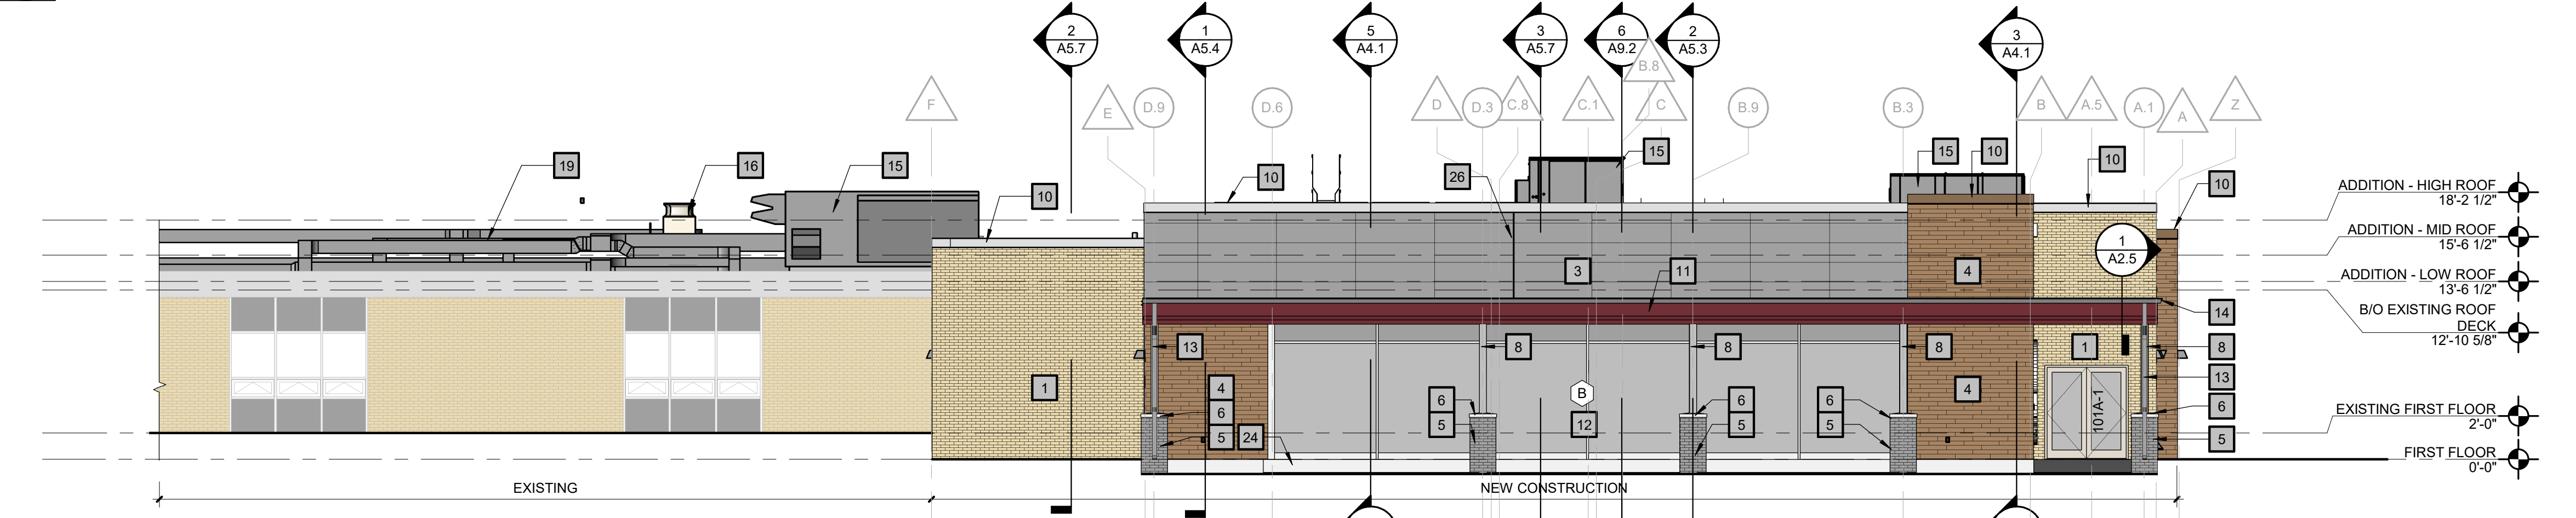 2
A5.7
1
A5.4
5
A4.1
3
A5.7
6
A9.2
2
A5.3
3
A4.1
B.8
F
E
D.9
D.6
D
D.3
C.8
C.1
C
B.9
B.3
B
A.5
A.1
A
Z
19
16
15
10
10
26
15
15
10
10
10
ADDITION - HIGH ROOF
18'-2 1/2"
ADDITION - MID ROOF
15'-6 1/2"
ADDITION - LOW ROOF
13'-6 1/2"
B/O EXISTING ROOF
DECK
12'-10 5/8"
EXISTING FIRST FLOOR
2'-0"
FIRST FLOOR
0'-0"
1
A2.5
3
11
4
14
13
8
8
8
1
8
1
4
6
5
24
6
5
B
12
6
5
6
5
4
101A-1
13
6
5
EXISTING
NEW CONSTRUCTION